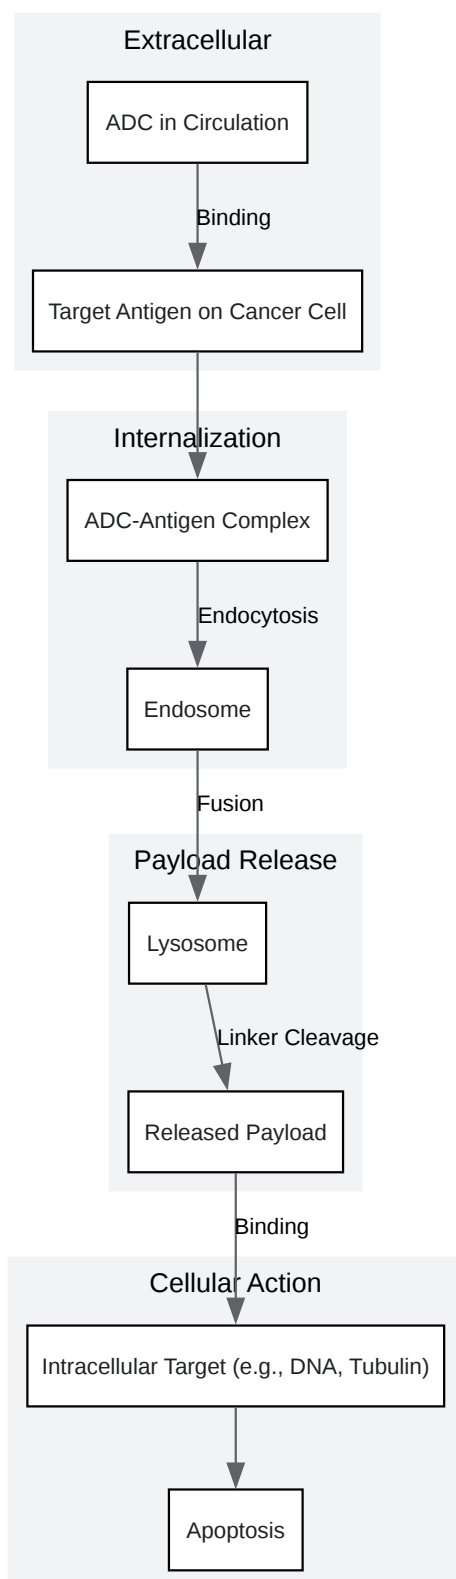 Extracellular
ADC in Circulation
Binding
Target Antigen on Cancer Cell
Internalization
ADC-Antigen Complex
Endocytosis
Endosome
Fusion
Payload Release
Lysosome
Linker Cleavage
Released Payload
Binding
Cellular Action
Intracellular Target (e.g., DNA, Tubulin)
Apoptosis